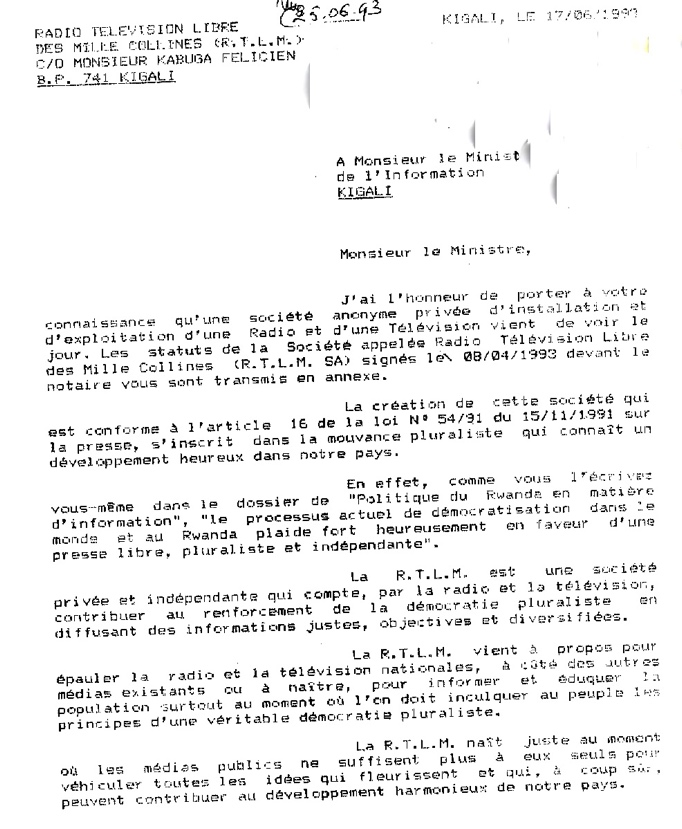 25.06.93
KIGALI, LE 17/06/1993
RADIO TELEVISION LIBRE
DES MILLE COLLINES (R.T.L.M.)
C/O MONSIEUR KABUGA FELICIEN
B.P. 741 KIGALI
A Monsieur le Minist
de l'Information
KIGALI
Monsieur le Ministre,
J'ai l'honneur de porter à votre
connaissance qu'une société anonyme privée d'installation et
d'exploitation d'une Radio et d'une Télévision vient de voir le
jour. Les statuts de la Société appelée Radio Télévision Libre
des Mille Collines (R.T.L.M. SA) signés le 08/04/1993 devant le
notaire vous sont transmis en annexe.
La création de cette société qui
est conforme à l'article 16 de la loi N° 54/91 du 15/11/1991 sur
la presse, s'inscrit dans la mouvance pluraliste qui connaît un
développement heureux dans notre pays.
En effet, comme vous l'écrivez
vous-même dans le dossier de "Politique du Rwanda en matière
d'information", "le processus actuel de démocratisation dans le
monde et au Rwanda plaide fort heureusement en faveur d'une
presse libre, pluraliste et indépendante".
La R.T.L.M. est une société
privée et indépendante qui compte, par la radio et la télévision,
contribuer au renforcement de la démocratie pluraliste en
diffusant des informations justes, objectives et diversifiées.
La R.T.L.M. vient à propos pour
épauler la radio et la télévision nationales, à côté des autres
médias existants ou à naître, pour informer et éduquer la
population surtout au moment où l'on doit inculquer au peuple les
principes d'une véritable démocratie pluraliste.
La R.T.L.M. naît juste au moment
où les médias publics ne suffisent plus à eux seuls pour
véhiculer toutes les idées qui fleurissent et qui, à coup sûr,
peuvent contribuer au développement harmonieux de notre pays.